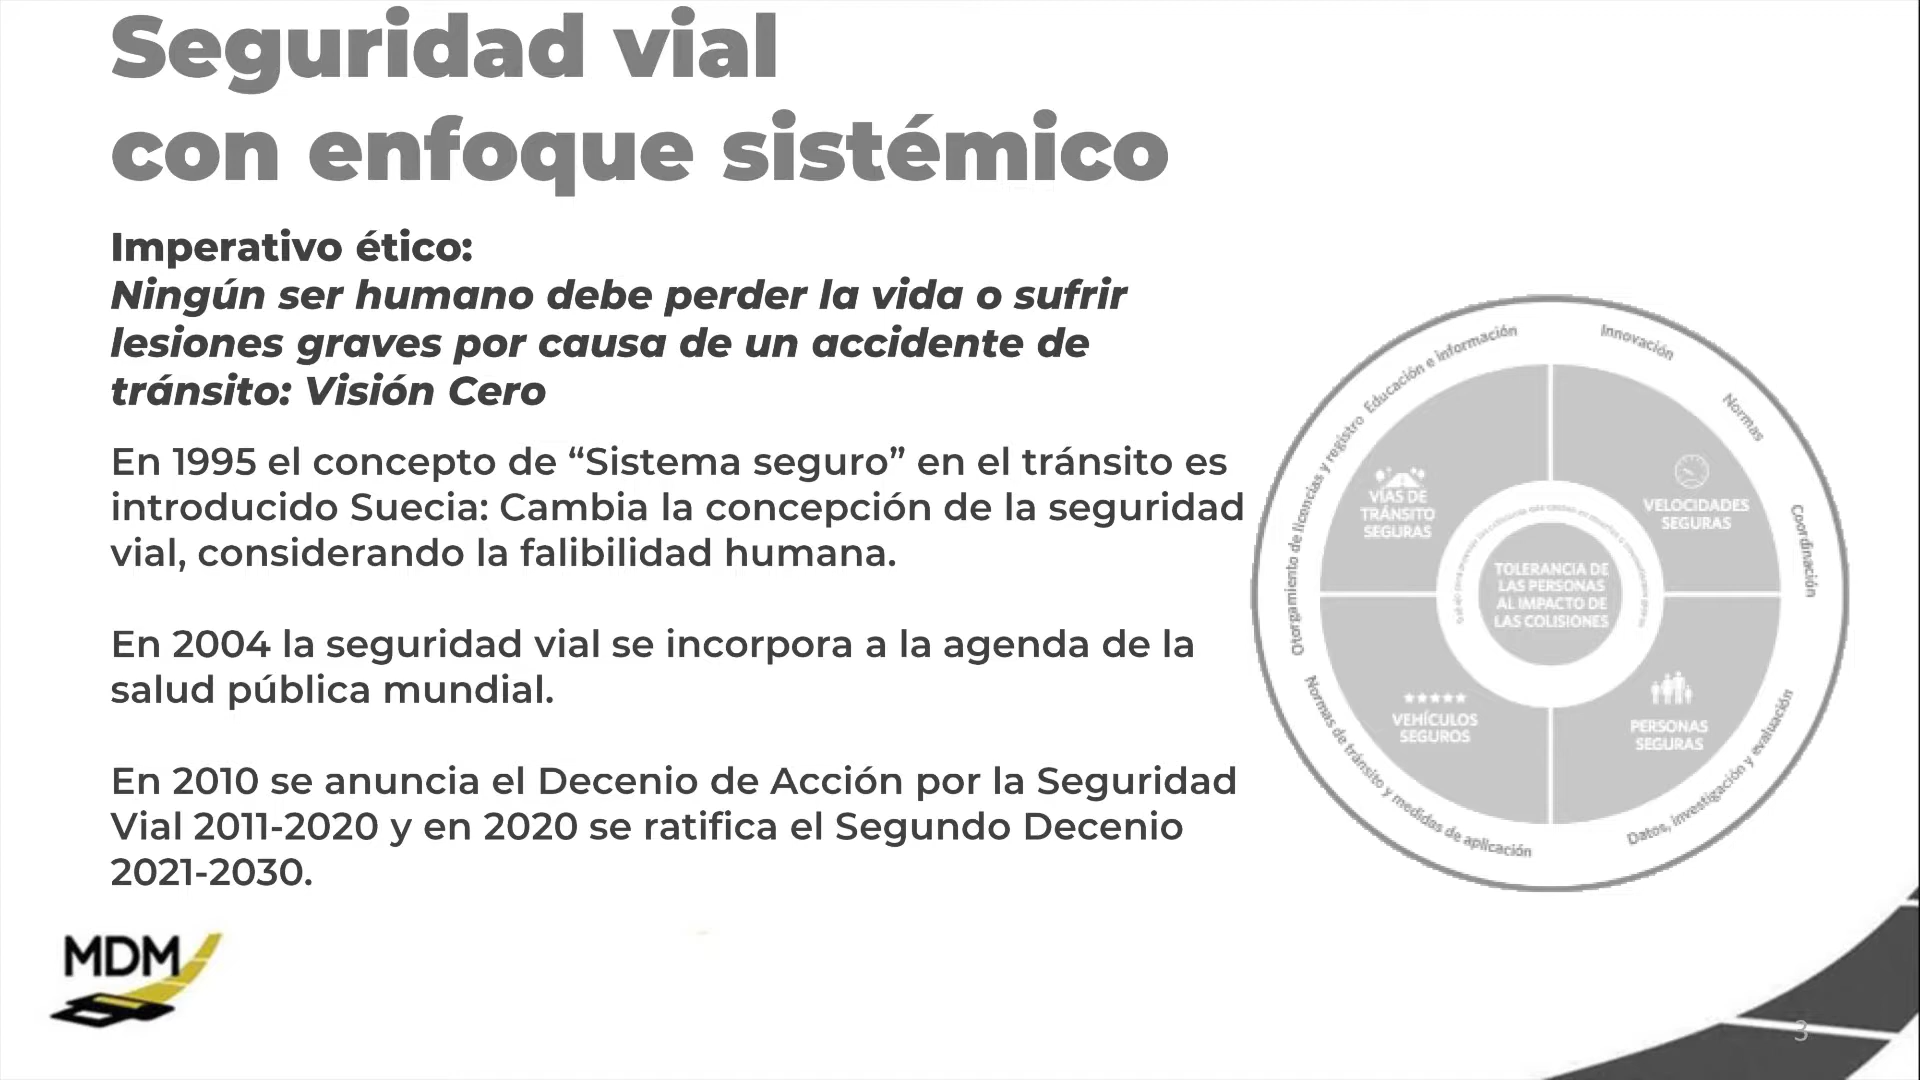 Seguridad vial
con enfoque sistémico
Imperativo ético:
Ningún ser humano debe perder la vida o sufrir
lesiones graves por causa de un accidente de
tránsito: Visión Cero
En 1995 el concepto de “Sistema seguro” en el tránsito es
introducido Suecia: Cambia la concepción de la seguridad
vial, considerando la falibilidad humana.
En 2004 la seguridad vial se incorpora a la agenda de la
salud pública mundial.
En 2010 se anuncia el Decenio de Acción por la Seguridad
Vial 2011-2020 y en 2020 se ratifica el Segundo Decenio
2021-2030.
Otorgamiento de licencias y registro
Educación e información
Innovación
Normas
Coordinación
Datos, investigación y evaluación
Normas de tránsito y medidas de aplicación
VÍAS DE
TRÁNSITO
SEGURAS
VELOCIDADES
SEGURAS
TOLERANCIA DE
LAS PERSONAS
AL IMPACTO DE
LAS COLISIONES
VEHÍCULOS
SEGUROS
PERSONAS
SEGURAS
MDM
3